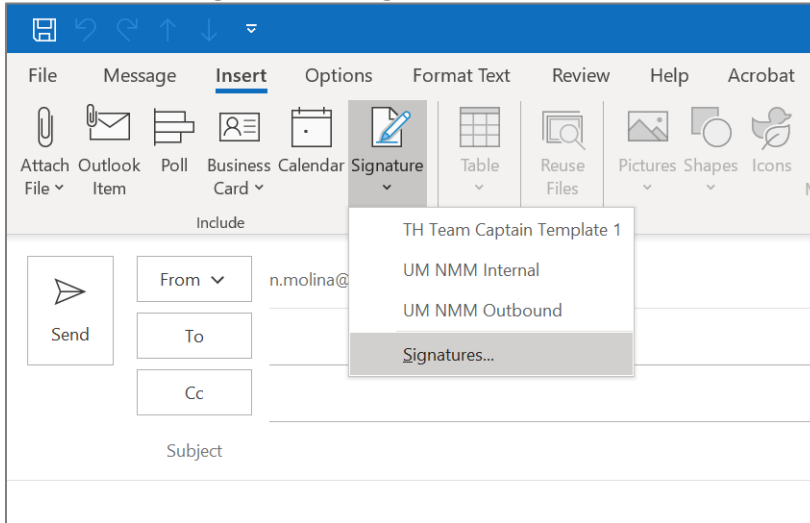 File Message Insert Options Format Text Review Help Acrobat
Attach Outlook Poll Business Calendar Signature Table Reuse Pictures Shapes Icons
File Item Card Files
Include
TH Team Captain Template 1
From n.molina@
UM NMM Internal
UM NMM Outbound
Send To
Signatures...
Cc
Subject